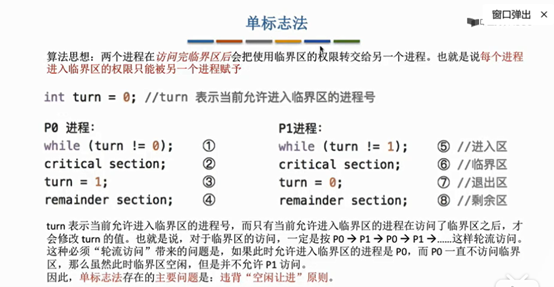 窗口弹出 ×
单标志法
算法思想：两个进程在访问完临界区后会把使用临界区的权限转交给另一个进程。也就是说每个进程
进入临界区的权限只能被另一个进程赋予
int turn = 0; //turn 表示当前允许进入临界区的进程号
P0 进程:
while (turn != 0); ①
critical section; ②
turn = 1; ③
remainder section; ④
P1进程:
while (turn != 1); ⑤ //进入区
critical section; ⑥ //临界区
turn = 0; ⑦ //退出区
remainder section; ⑧ //剩余区
turn 表示当前允许进入临界区的进程号，而只有当前允许进入临界区的进程在访问了临界区之后，才
会修改 turn 的值。也就是说，对于临界区的访问，一定是按 P0 → P1 → P0 → P1 →……这样轮流访问。
这种必须“轮流访问”带来的问题是，如果此时允许进入临界区的进程是 P0，而 P0 一直不访问临界
区，那么虽然此时临界区空闲，但是并不允许 P1 访问。
因此，单标志法存在的主要问题是：违背“空闲让进”原则。